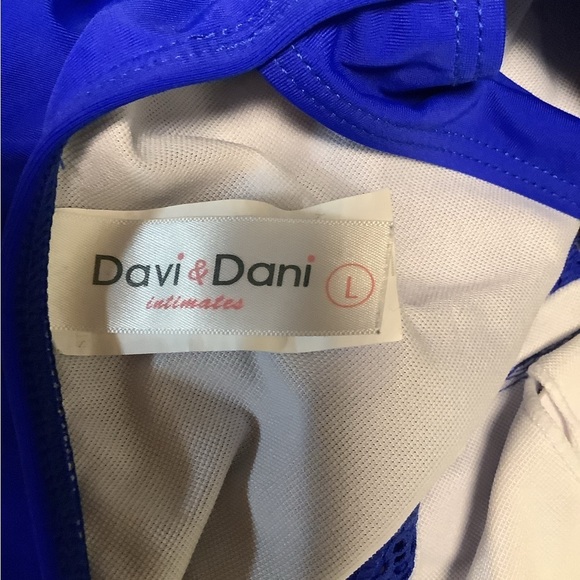 Davi & Dani L
intimates